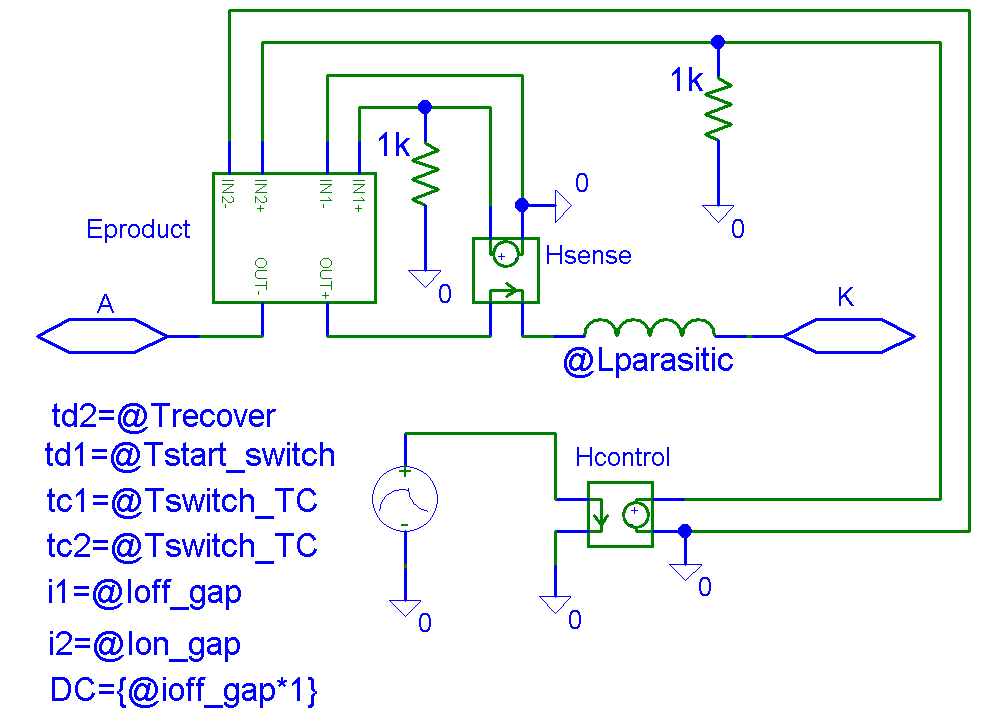 1k
1k
0
IN2-
IN2+
IN1-
IN1+
Eproduct
0
Hsense
OUT-
OUT+
+
0
A
K
@Lparasitic
td2=@Trecover
td1=@Tstart_switch
Hcontrol
+
tc1=@Tswitch_TC
+
-
tc2=@Tswitch_TC
i1=@Ioff_gap
0
0
0
i2=@Ion_gap
DC={@ioff_gap*1}